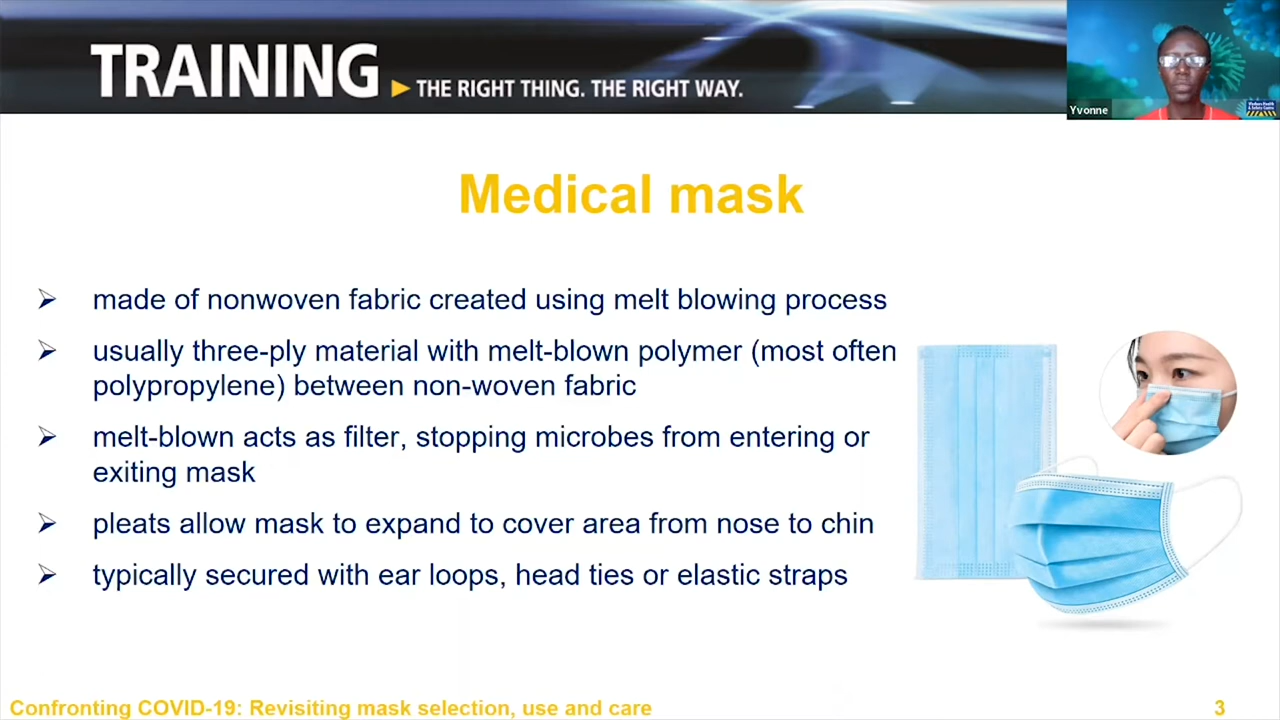 TRAINING ► THE RIGHT THING. THE RIGHT WAY.
Yvonne
Workers Health
& Safety Centre
Medical mask
➢ made of nonwoven fabric created using melt blowing process
➢ usually three-ply material with melt-blown polymer (most often
polypropylene) between non-woven fabric
➢ melt-blown acts as filter, stopping microbes from entering or
exiting mask
➢ pleats allow mask to expand to cover area from nose to chin
➢ typically secured with ear loops, head ties or elastic straps
Confronting COVID-19: Revisiting mask selection, use and care
3